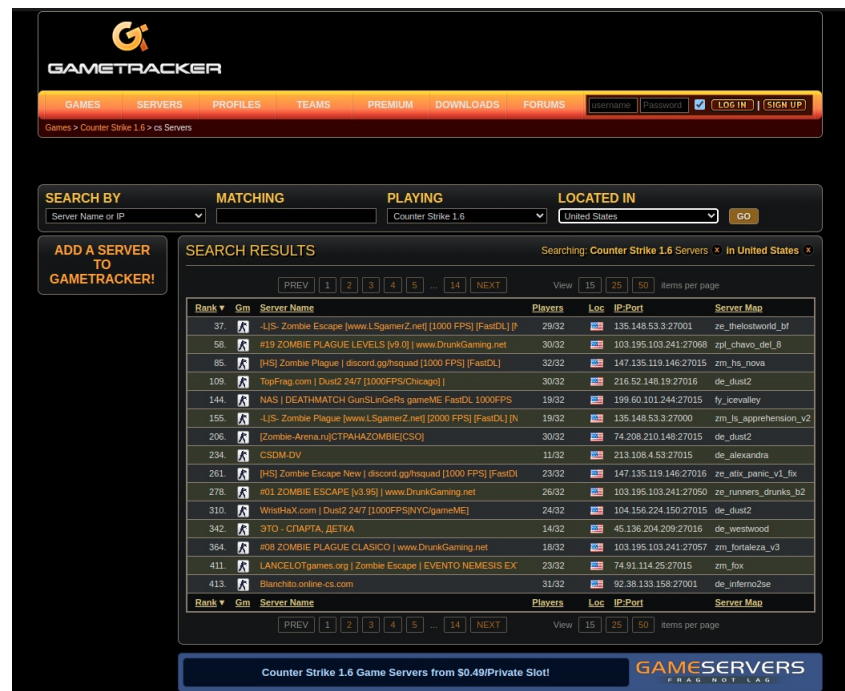 GAMETRACKER
GAMES SERVERS PROFILES TEAMS PREMIUM DOWNLOADS FORUMS username Password LOG IN | SIGN UP
Games > Counter Strike 1.6 > cs Servers
SEARCH BY MATCHING PLAYING LOCATED IN
Server Name or IP Counter Strike 1.6 United States GO
ADD A SERVER
TO
GAMETRACKER!
SEARCH RESULTS Searching: Counter Strike 1.6 Servers x in United States x
PREV 1 2 3 4 5 ... 14 NEXT View 15 25 50 items per page
Rank ▼ Gm Server Name Players Loc IP:Port Server Map
37. -L|S- Zombie Escape [www.LSgamerZ.net] [1000 FPS] [FastDL] [N 29/32 135.148.53.3:27001 ze_thelostworld_bf
58. #19 ZOMBIE PLAGUE LEVELS [v9.0] | www.DrunkGaming.net 30/32 103.195.103.241:27068 zpl_chavo_del_8
85. [HS] Zombie Plague | discord.gg/hsquad [1000 FPS] [FastDL] 32/32 147.135.119.146:27015 zm_hs_nova
109. TopFrag.com | Dust2 24/7 [1000FPS/Chicago] | 30/32 216.52.148.19:27016 de_dust2
144. NAS | DEATHMATCH GunSLinGeRs gameME FastDL 1000FPS 19/32 199.60.101.244:27015 fy_icevalley
155. -L|S- Zombie Plague [www.LSgamerZ.net] [2000 FPS] [FastDL] [N 19/32 135.148.53.3:27000 zm_ls_apprehension_v2
206. [Zombie-Arena.ru]СТРАHAZOMBIE[CSO] 30/32 74.208.210.148:27015 de_dust2
234. CSDM-DV 11/32 213.108.4.53:27015 de_alexandra
261. [HS] Zombie Escape New | discord.gg/hsquad [1000 FPS] [FastDL 23/32 147.135.119.146:27016 ze_atix_panic_v1_fix
278. #01 ZOMBIE ESCAPE [v3.95] | www.DrunkGaming.net 26/32 103.195.103.241:27050 ze_runners_drunks_b2
310. WristHaX.com | Dust2 24/7 [1000FPS|NYC/gameME] 24/32 104.156.224.150:27015 de_dust2
342. ЭТО - СПАРТА, ДЕТКА 14/32 45.136.204.209:27016 de_westwood
364. #08 ZOMBIE PLAGUE CLASICO | www.DrunkGaming.net 18/32 103.195.103.241:27057 zm_fortaleza_v3
411. LANCELOTgames.org | Zombie Escape | EVENTO NEMESIS EX 23/32 74.91.114.25:27015 zm_fox
413. Blanchito.online-cs.com 31/32 92.38.133.158:27001 de_inferno2se
Rank ▼ Gm Server Name Players Loc IP:Port Server Map
PREV 1 2 3 4 5 ... 14 NEXT View 15 25 50 items per page
Counter Strike 1.6 Game Servers from $0.49/Private Slot! GAMESERVERS
FRAG NOT LAG